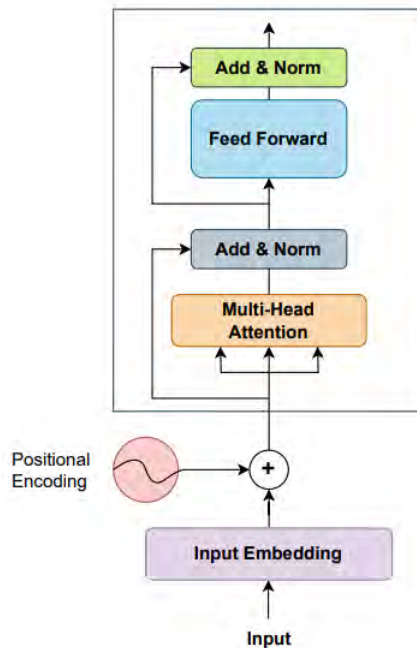 Add & Norm
Feed Forward
Add & Norm
Multi-Head
Attention
Positional
Encoding
+
Input Embedding
Input